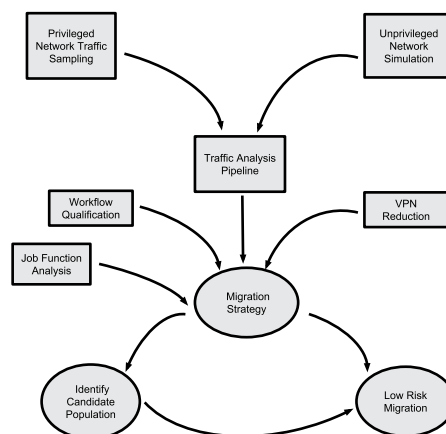 Privileged
Network Traffic
Sampling
Unprivileged
Network
Simulation
Traffic Analysis
Pipeline
Workflow
Qualification
VPN
Reduction
Job Function
Analysis
Migration
Strategy
Identify
Candidate
Population
Low Risk
Migration